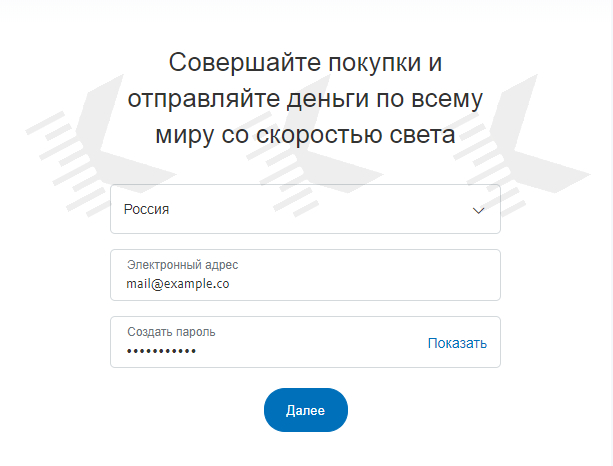 Совершайте покупки и
отправляйте деньги по всему
миру со скоростью света
Россия
Электронный адрес
mail@example.co
Создать пароль
•••••••••••
Показать
Далее